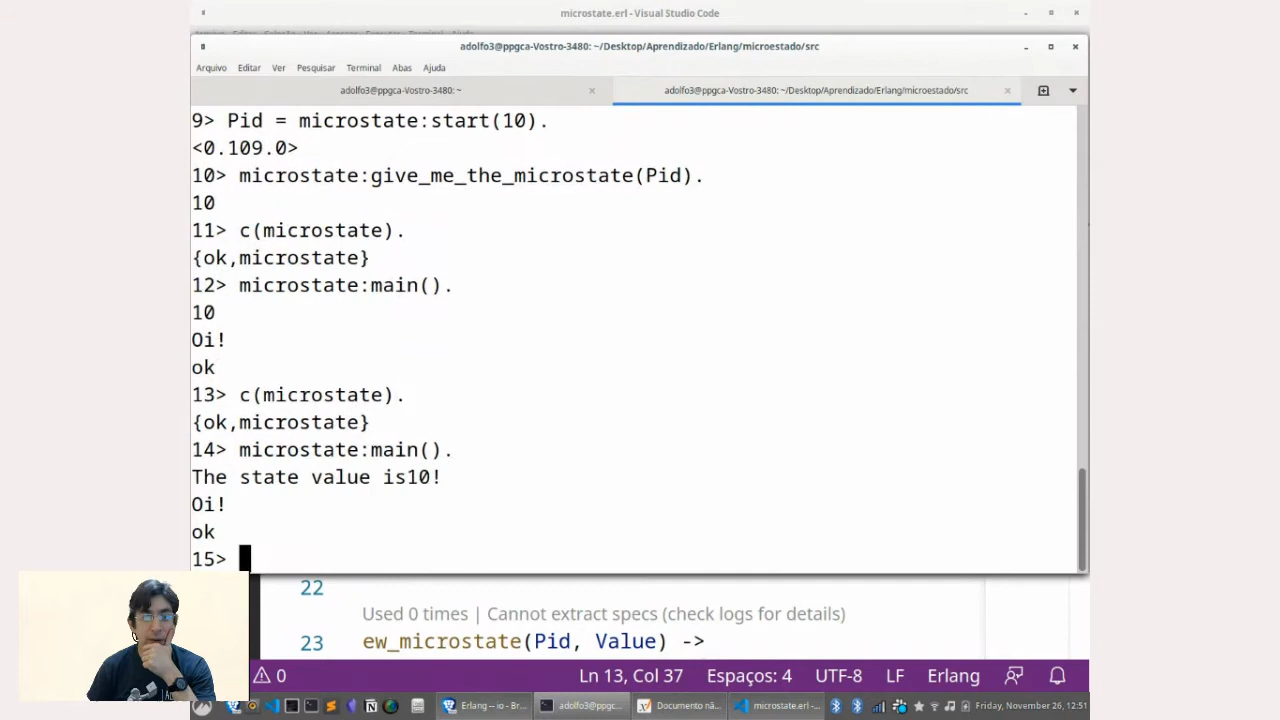 microstate.erl - Visual Studio Code
adolfo3@ppgca-Vostro-3480: ~/Desktop/Aprendizado/Erlang/microestado/src
Arquivo Editar Ver Pesquisar Terminal Abas Ajuda
adolfo3@ppgca-Vostro-3480: ~
adolfo3@ppgca-Vostro-3480: ~/Desktop/Aprendizado/Erlang/microestado/src
9> Pid = microstate:start(10).
<0.109.0>
10> microstate:give_me_the_microstate(Pid).
10
11> c(microstate).
{ok,microstate}
12> microstate:main().
10
Oi!
ok
13> c(microstate).
{ok,microstate}
14> microstate:main().
The state value is10!
Oi!
ok
15>
22
Used 0 times | Cannot extract specs (check logs for details)
23 ew_microstate(Pid, Value) ->
0 Ln 13, Col 37 Espaços: 4 UTF-8 LF Erlang
Erlang -- io - Br... adolfo3@ppgc... Documento nã... microstate.erl -... Friday, November 26, 12:51